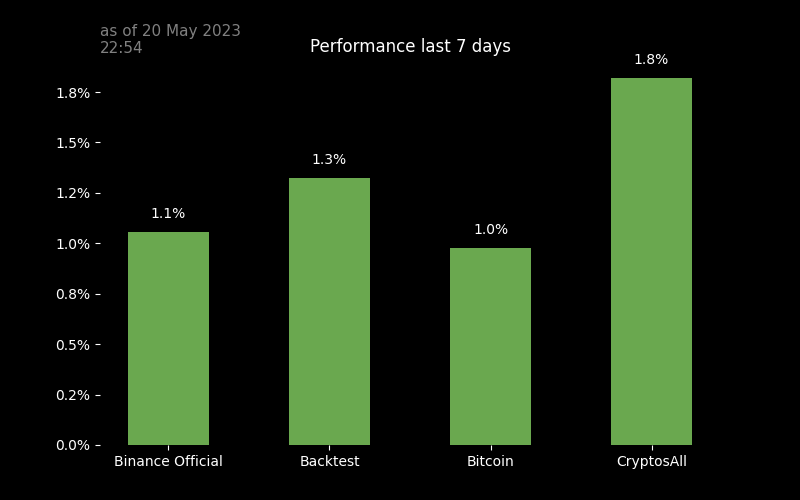 as of 20 May 2023
22:54
Performance last 7 days
1.8%
1.8%
1.5%
1.3%
1.2%
1.1%
1.0%
1.0%
0.8%
0.5%
0.2%
0.0%
Binance Official
Backtest
Bitcoin
CryptosAll